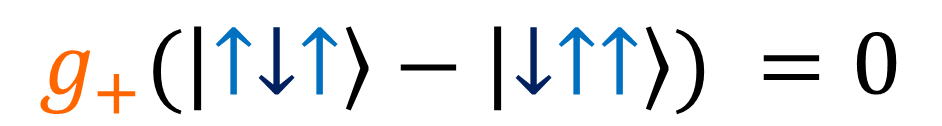 g₊(|↑↓↑⟩ − |↓↑↑⟩) = 0